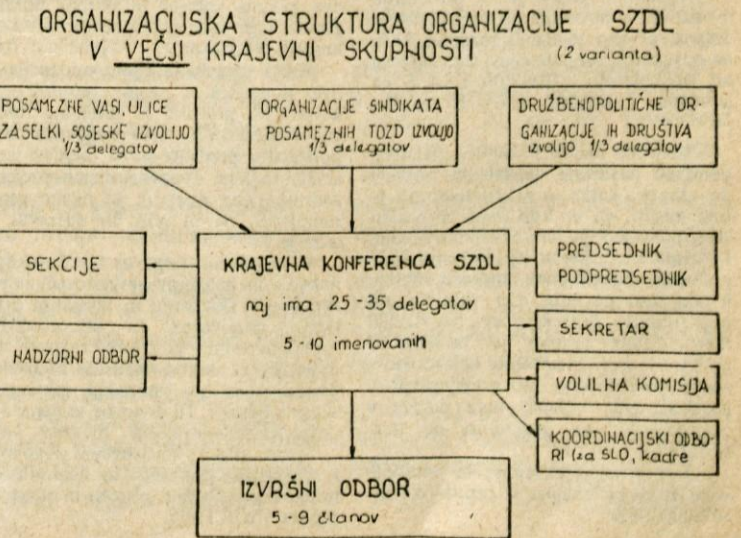 ORGANIZACIJSKA STRUKTURA ORGANIZACIJE SZDL
V VEČJI KRAJEVNI SKUPNOSTI (2 varianta)
POSAMEZNE VASI, ULICE
ZASELKI, SOSESKE IZVOLIJO
1/3 delegatov
ORGANIZACIJE SINDIKATA
POSAMEZNIH TOZD IZVOLIJO
1/3 delegatov
DRUŽBENOPOLITIČNE OR-
GANIZACIJE IN DRUŠTVA
izvolijo 1/3 delegatov
SEKCIJE
NADZORNI ODBOR
KRAJEVNA KONFERENCA SZDL
naj ima 25-35 delegatov
5-10 imenovanih
PREDSEDNIK
PODPREDSEDNIK
SEKRETAR
VOLILNA KOMISIJA
KOORDINACIJSKI ODBO-
RI (za SLO, kadre
IZVRŠNI ODBOR
5-9 članov